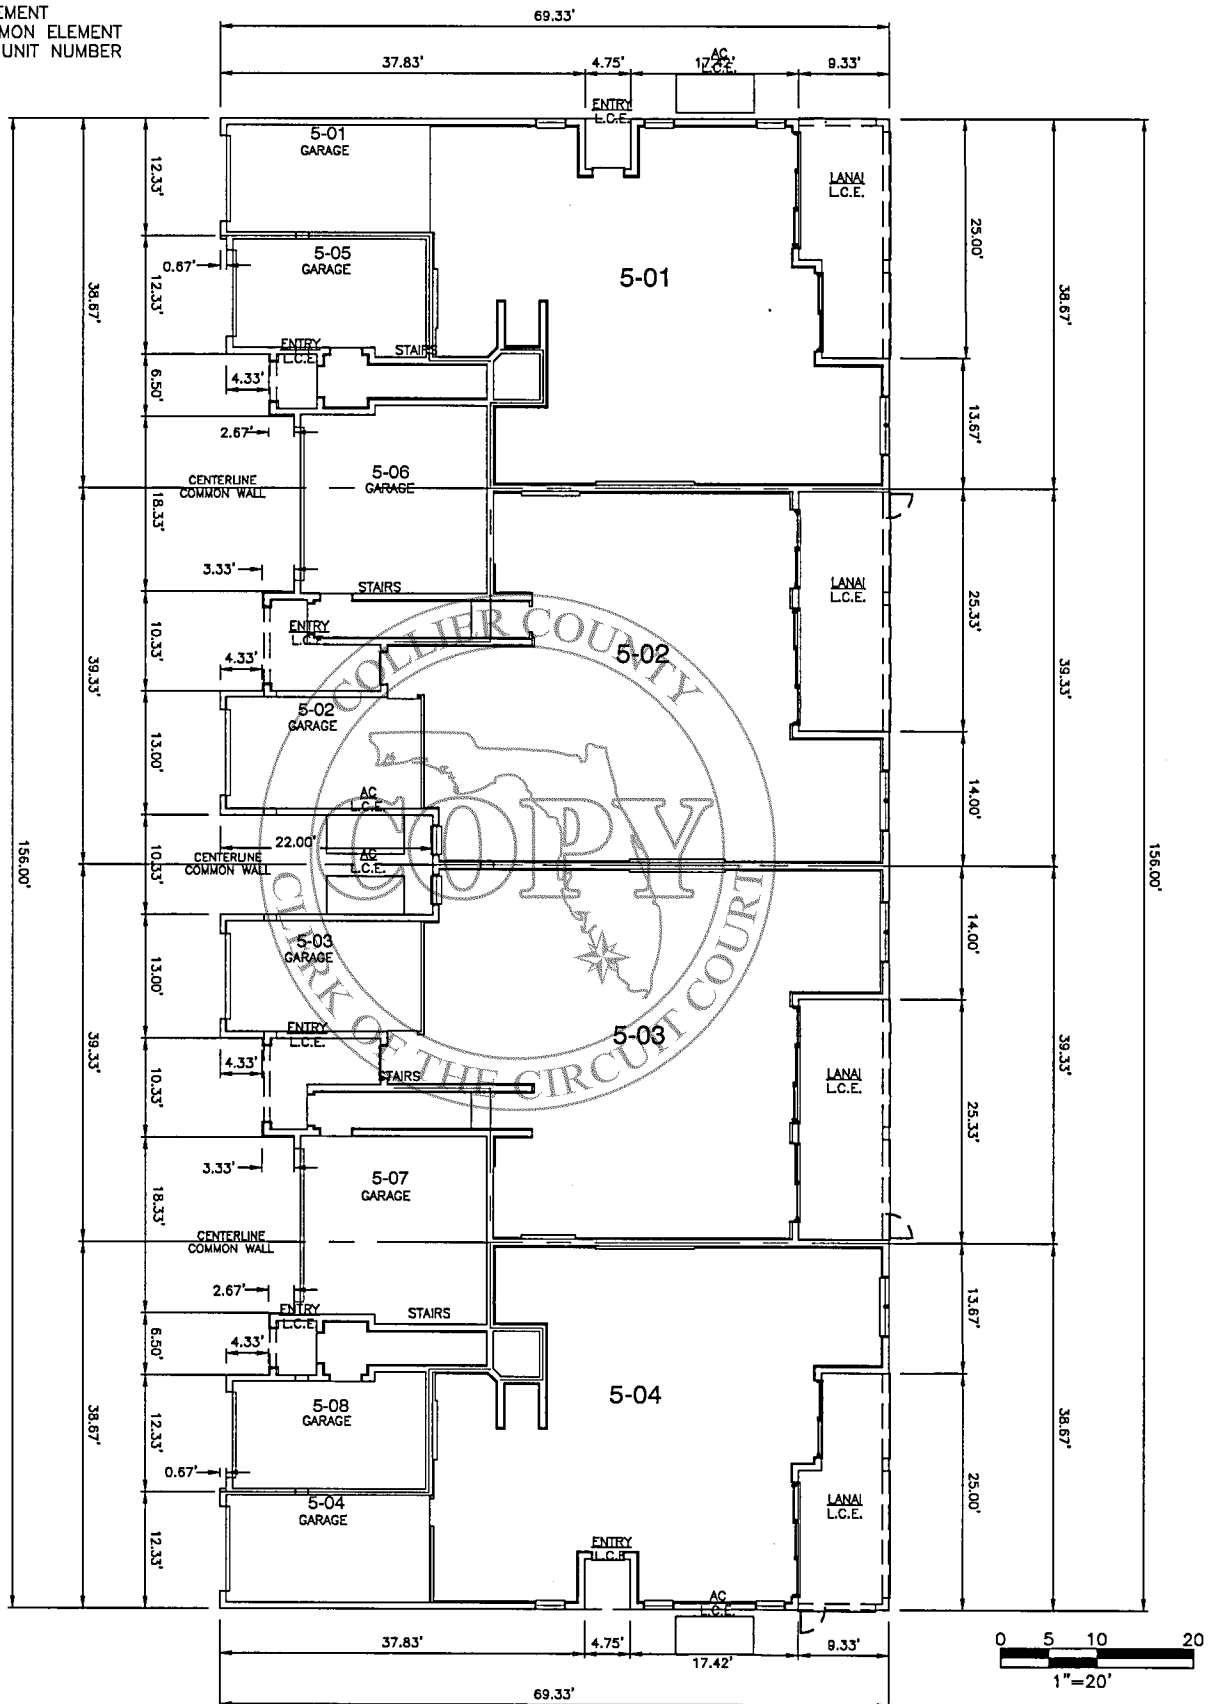 EMENT
MON ELEMENT
UNIT NUMBER
69.33'
37.83'
4.75'
17.42'
9.33'
AC
L.C.E.
ENTRY
L.C.E.
5-01
GARAGE
LANAI
L.C.E.
12.33'
25.00'
5-05
GARAGE
0.67'
5-01
12.33'
38.67'
38.67'
ENTRY
L.C.E.
STAIRS
4.33'
6.50'
13.67'
2.67'
5-06
GARAGE
CENTERLINE
COMMON WALL
18.33'
3.33'
STAIRS
LANAI
L.C.E.
25.33'
ENTRY
10.33'
4.33'
5-02
39.33'
39.33'
5-02
GARAGE
13.00'
AC
L.C.E.
14.00'
22.00'
10.33'
156.00'
156.00'
CENTERLINE
COMMON WALL
AC
L.C.E.
COLLIER COUNTY
COPY
CLERK OF THE CIRCUIT COURT
14.00'
5-03
GARAGE
13.00'
ENTRY
L.C.E.
5-03
39.33'
39.33'
4.33'
STAIRS
10.33'
LANAI
L.C.E.
25.33'
3.33'
5-07
GARAGE
18.33'
CENTERLINE
COMMON WALL
2.67'
13.67'
ENTRY
L.C.E.
STAIRS
6.50'
4.33'
5-04
5-08
GARAGE
12.33'
38.67'
38.67'
0.67'
5-04
GARAGE
25.00'
LANAI
L.C.E.
12.33'
ENTRY
L.C.E.
AC
L.C.E.
37.83'
4.75'
17.42'
9.33'
69.33'
0 5 10 20
1"=20'